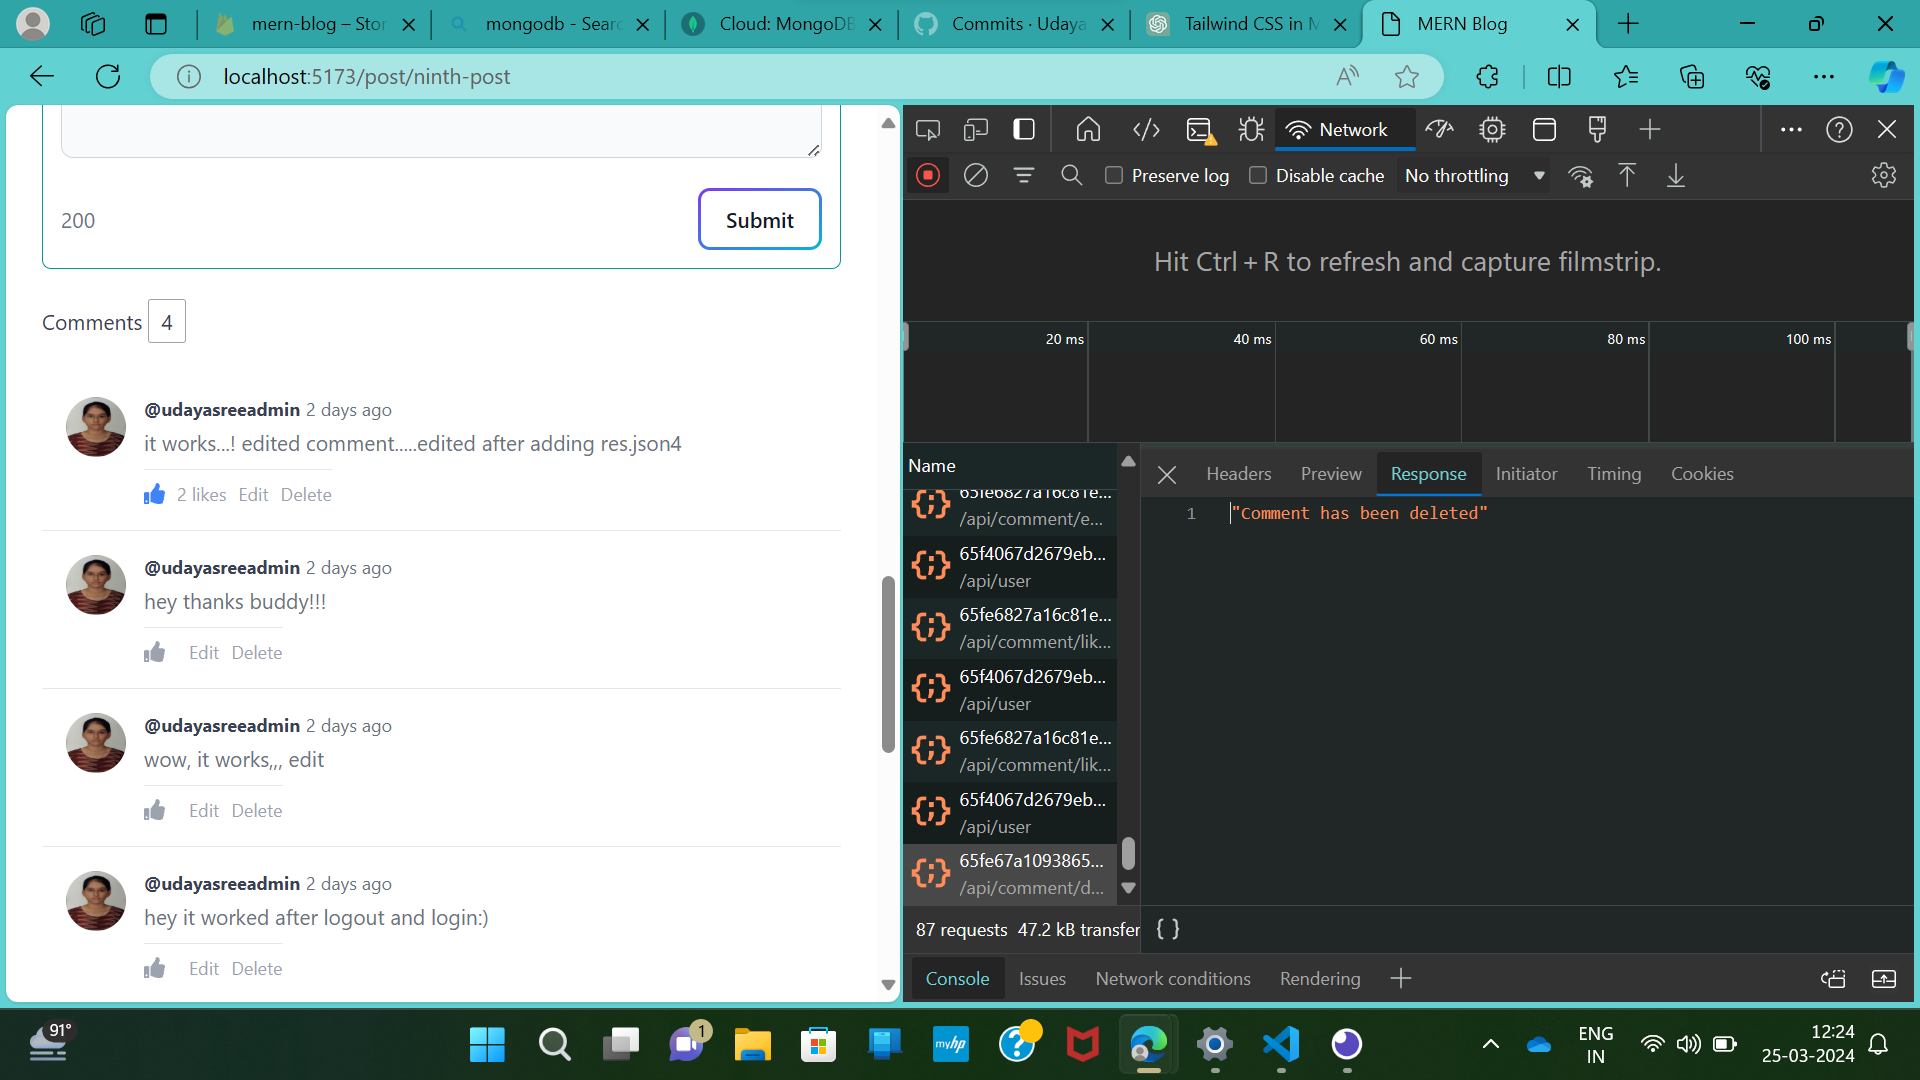 mern-blog – Stor
mongodb - Searc
Cloud: MongoDB
Commits · Udaya
Tailwind CSS in M
MERN Blog
localhost:5173/post/ninth-post
200
Submit
Comments 4
@udayasreeadmin 2 days ago
it works...! edited comment.....edited after adding res.json4
2 likes Edit Delete
@udayasreeadmin 2 days ago
hey thanks buddy!!!
Edit Delete
@udayasreeadmin 2 days ago
wow, it works,,, edit
Edit Delete
@udayasreeadmin 2 days ago
hey it worked after logout and login:)
Edit Delete
Network
Preserve log Disable cache No throttling
Hit Ctrl + R to refresh and capture filmstrip.
20 ms 40 ms 60 ms 80 ms 100 ms
Name
65fe6827a16c81e...
/api/comment/e...
65f4067d2679eb...
/api/user
65fe6827a16c81e...
/api/comment/lik...
65f4067d2679eb...
/api/user
65fe6827a16c81e...
/api/comment/lik...
65f4067d2679eb...
/api/user
65fe67a1093865...
/api/comment/d...
87 requests 47.2 kB transfer
Headers Preview Response Initiator Timing Cookies
1 "Comment has been deleted"
{ }
Console Issues Network conditions Rendering
91°
1
myhp
ENG
IN
12:24
25-03-2024